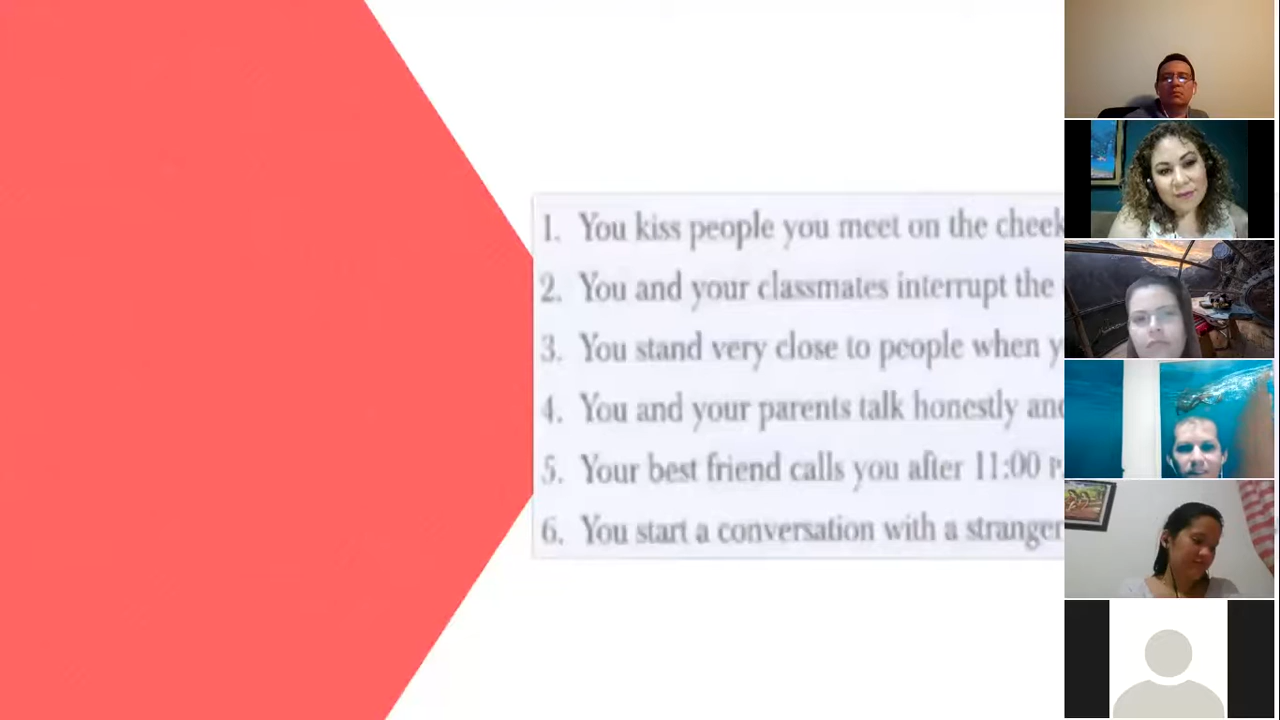 1. You kiss people you meet on the cheek
2. You and your classmates interrupt the
3. You stand very close to people when y
4. You and your parents talk honestly and
5. Your best friend calls you after 11:00 P.
6. You start a conversation with a stranger